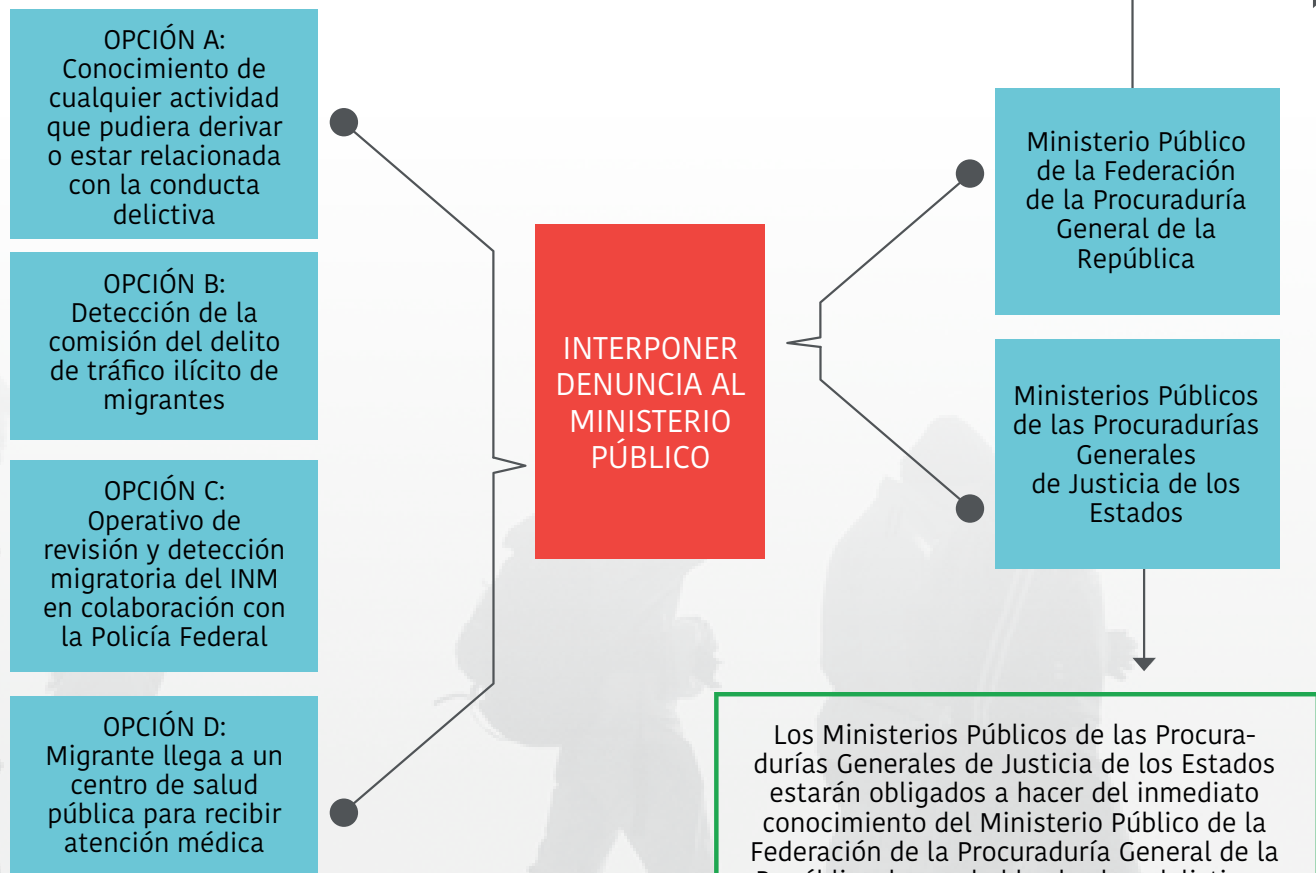 OPCIÓN A:
Conocimiento de
cualquier actividad
que pudiera derivar
o estar relacionada
con la conducta
delictiva
OPCIÓN B:
Detección de la
comisión del delito
de tráfico ilícito de
migrantes
OPCIÓN C:
Operativo de
revisión y detección
migratoria del INM
en colaboración con
la Policía Federal
OPCIÓN D:
Migrante llega a un
centro de salud
pública para recibir
atención médica
INTERPONER
DENUNCIA AL
MINISTERIO
PÚBLICO
Ministerio Público
de la Federación
de la Procuraduría
General de la
República
Ministerios Públicos
de las Procuradurías
Generales
de Justicia de los
Estados
Los Ministerios Públicos de las Procura-
durías Generales de Justicia de los Estados
estarán obligados a hacer del inmediato
conocimiento del Ministerio Público de la
Federación de la Procuraduría General de la